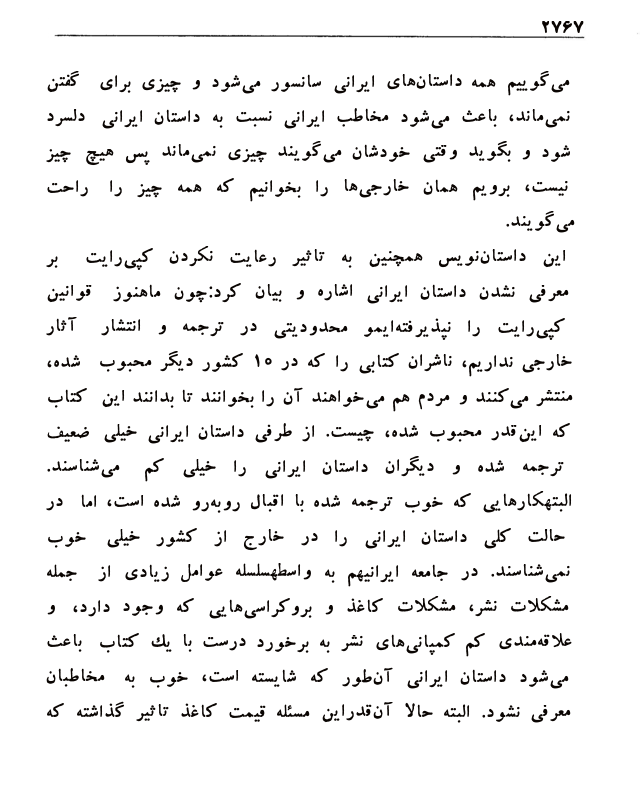 ۲۷۶۷
می‌گوییم همه داستان‌های ایرانی سانسور می‌شود و چیزی برای گفتن
نمی‌ماند، باعث می‌شود مخاطب ایرانی نسبت به داستان ایرانی دلسرد
شود و بگوید وقتی خودشان می‌گویند چیزی نمی‌ماند پس هیچ چیز
نیست، برویم همان خارجی‌ها را بخوانیم که همه چیز را راحت
می‌گویند.
این داستان‌نویس همچنین به تاثیر رعایت نکردن کپی‌رایت بر
معرفی نشدن داستان ایرانی اشاره و بیان کرد:چون ماهنوز قوانین
کپی‌رایت را نپذیرفته‌ایمو محدودیتی در ترجمه و انتشار آثار
خارجی نداریم، ناشران کتابی را که در ۱۵ کشور دیگر محبوب شده،
منتشر می‌کنند و مردم هم می‌خواهند آن را بخوانند تا بدانند این کتاب
که این‌قدر محبوب شده، چیست. از طرفی داستان ایرانی خیلی ضعیف
ترجمه شده و دیگران داستان ایرانی را خیلی کم می‌شناسند.
البتهکارهایی که خوب ترجمه شده با اقبال روبه‌رو شده است، اما در
حالت کلی داستان ایرانی را در خارج از کشور خیلی خوب
نمی‌شناسند. در جامعه ایرانیهم به واسطهسلسله عوامل زیادی از جمله
مشکلات نشر، مشکلات کاغذ و بروکراسی‌هایی که وجود دارد، و
علاقه‌مندی کم کمپانی‌های نشر به برخورد درست با یك کتاب باعث
می‌شود داستان ایرانی آن‌طور که شایسته است، خوب به مخاطبان
معرفی نشود. البته حالا آن‌قدراین مسئله قیمت کاغذ تاثیر گذاشته که